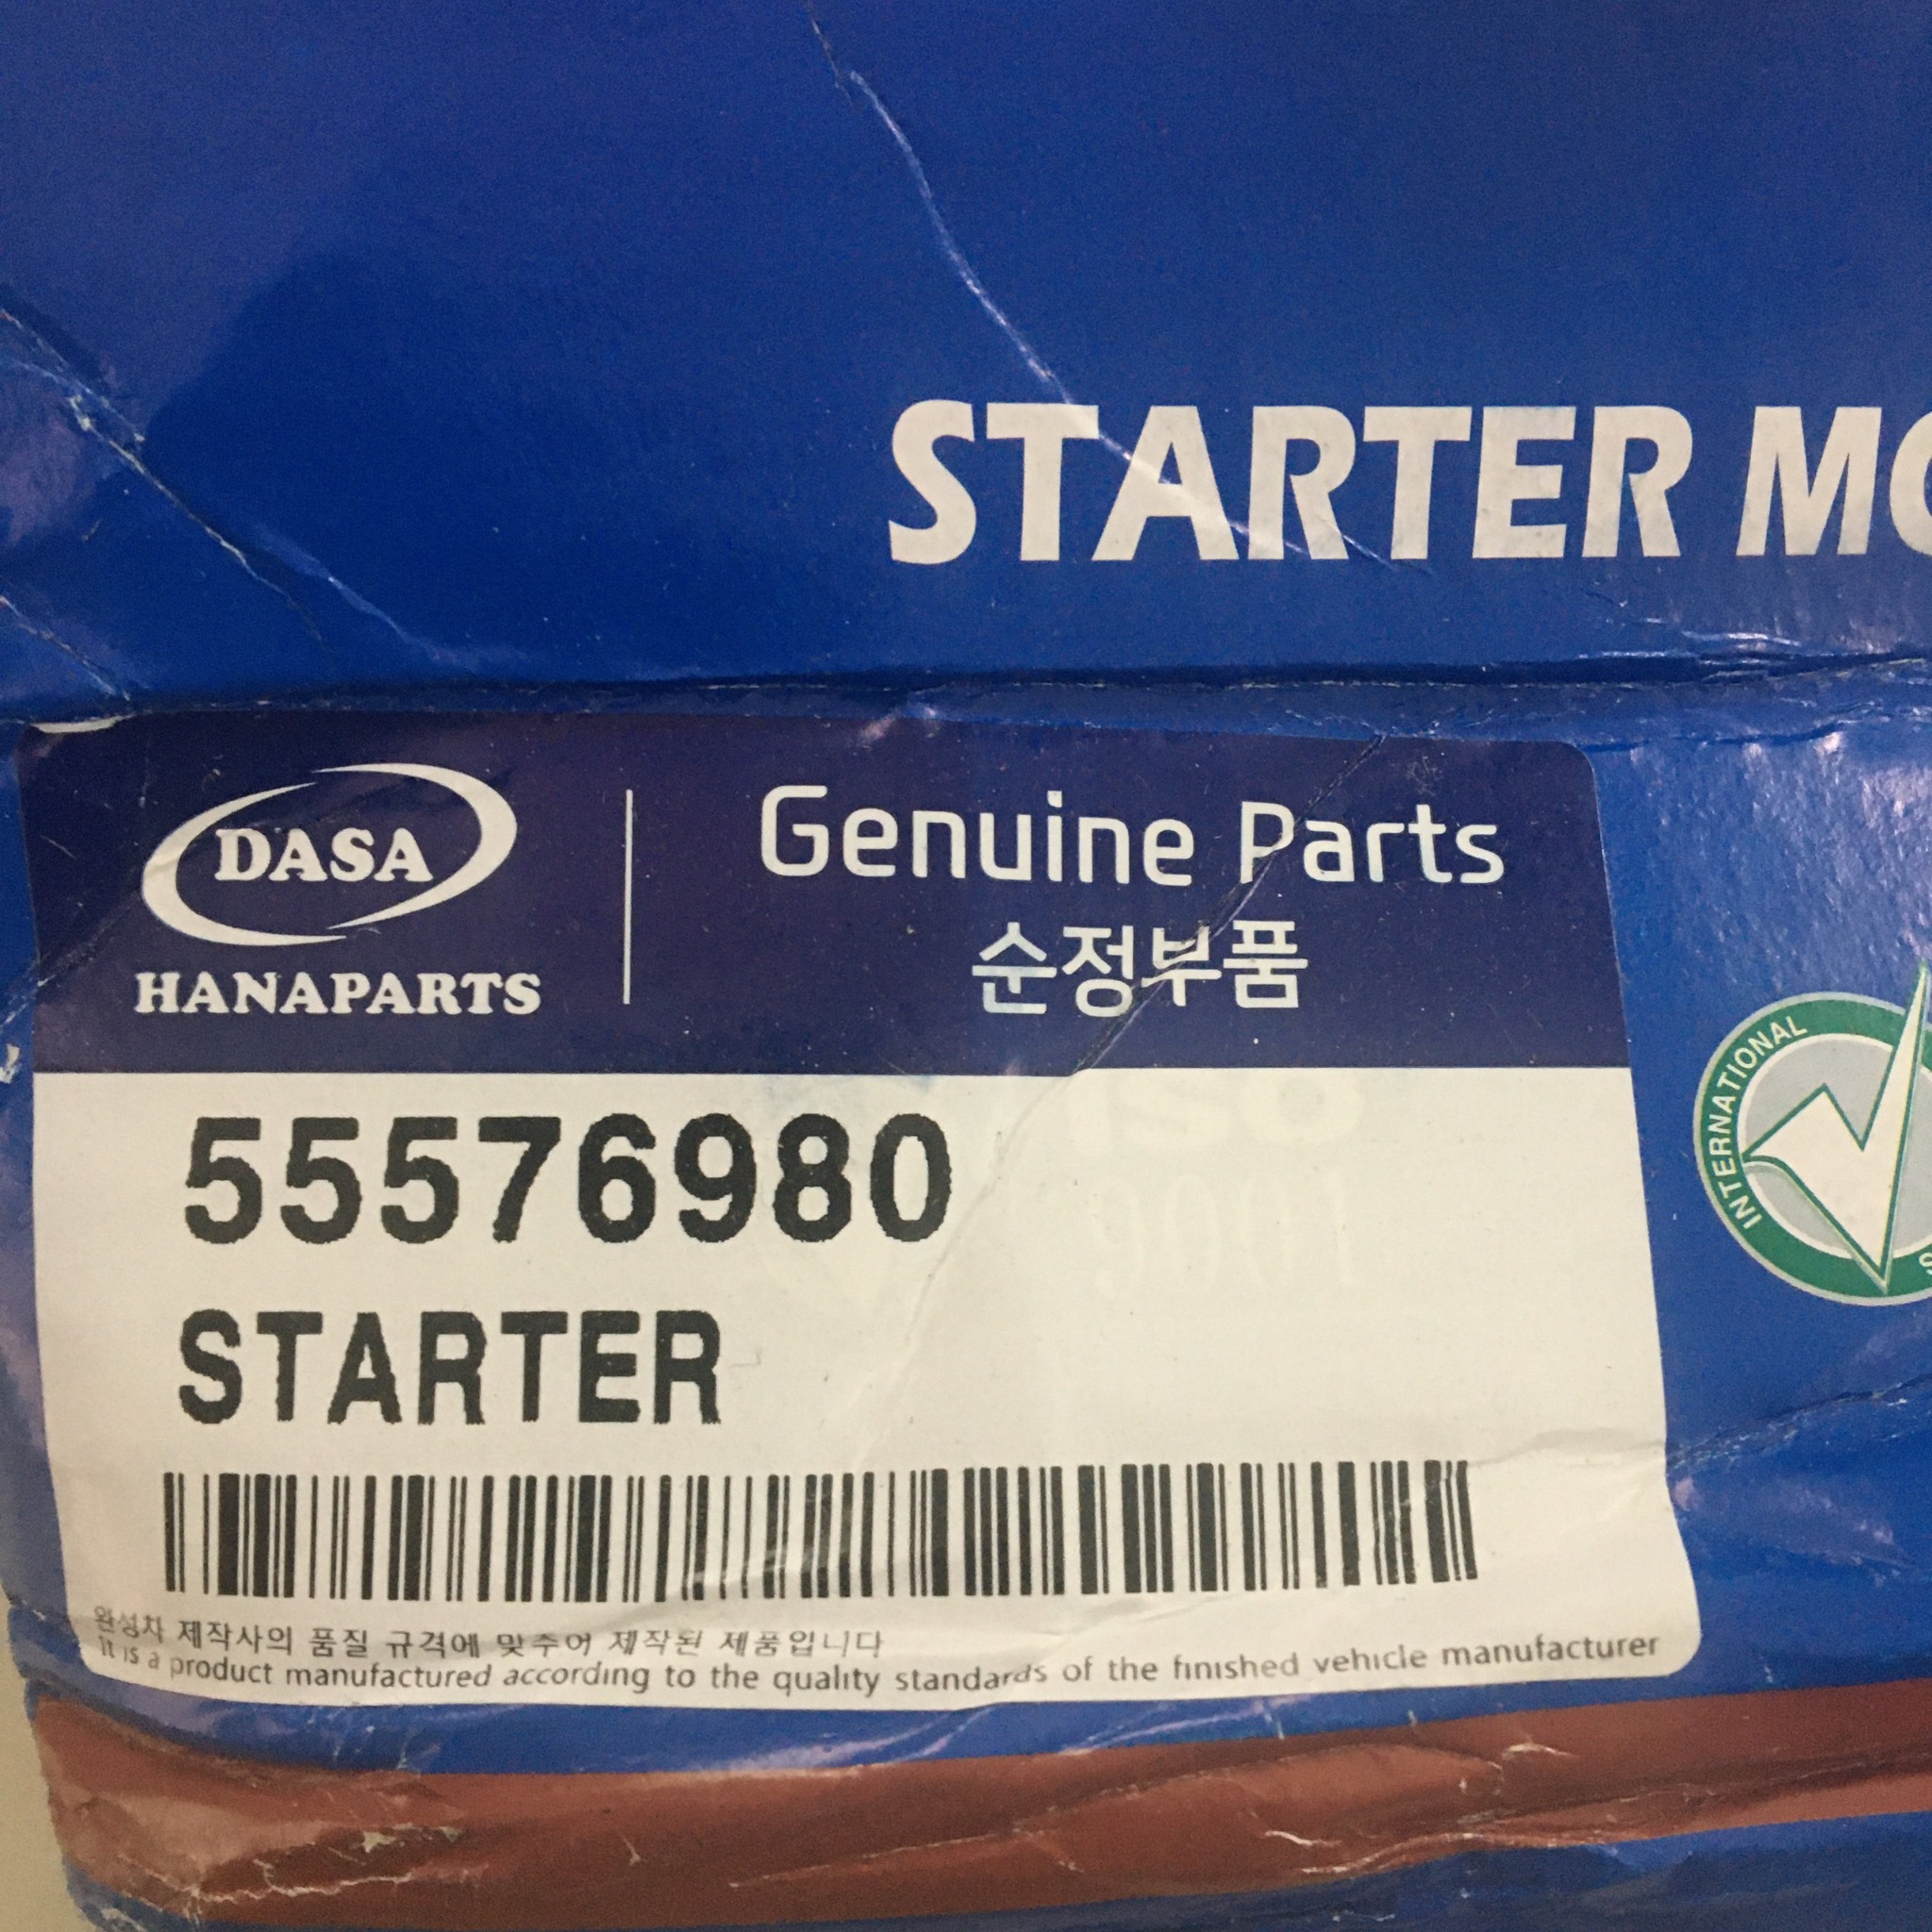 STARTER MO
DASA
HANAPARTS
Genuine Parts
순정부품
55576980
STARTER
INTERNATIONAL
완성차 제작사의 품질 규격에 맞추어 제작된 제품입니다
It is a product manufactured according to the quality standards of the finished vehicle manufacturer